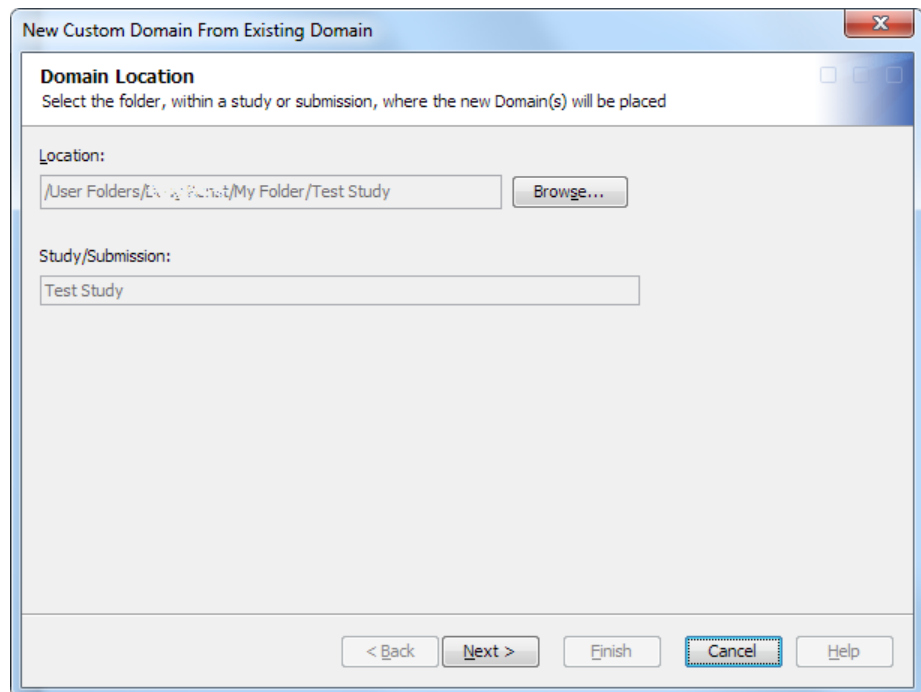 New Custom Domain From Existing Domain
Domain Location
Select the folder, within a study or submission, where the new Domain(s) will be placed
Location:
/User Folders/ /My Folder/Test Study
Browse...
Study/Submission:
Test Study
< Back Next > Finish Cancel Help